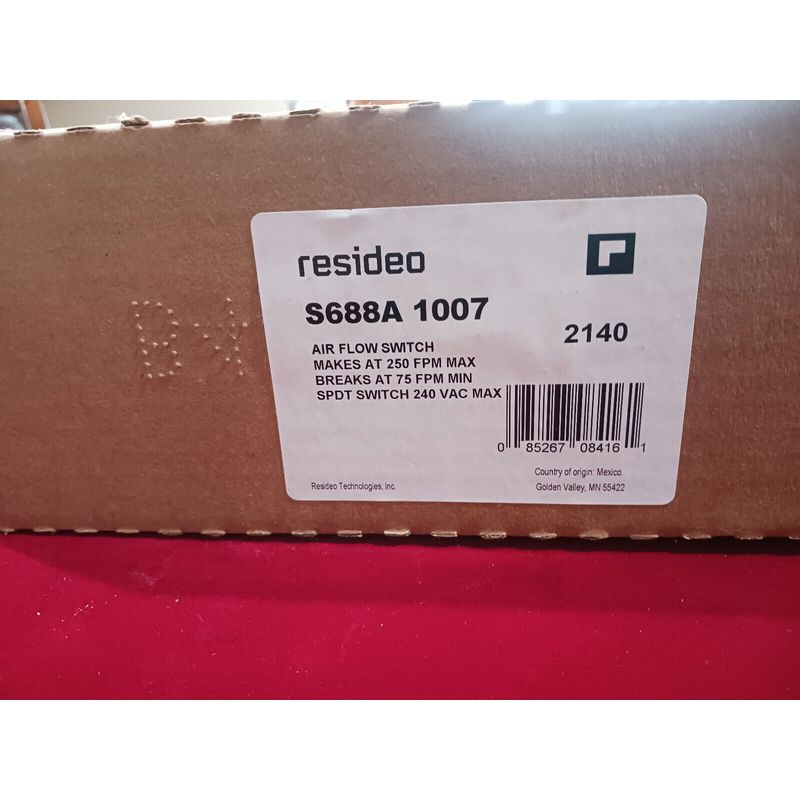 resideo
S688A 1007
2140
AIR FLOW SWITCH
MAKES AT 250 FPM MAX
BREAKS AT 75 FPM MIN
SPDT SWITCH 240 VAC MAX
0 85267 08416 1
Country of origin: Mexico.
Resideo Technologies, Inc.
Golden Valley, MN 55422
B